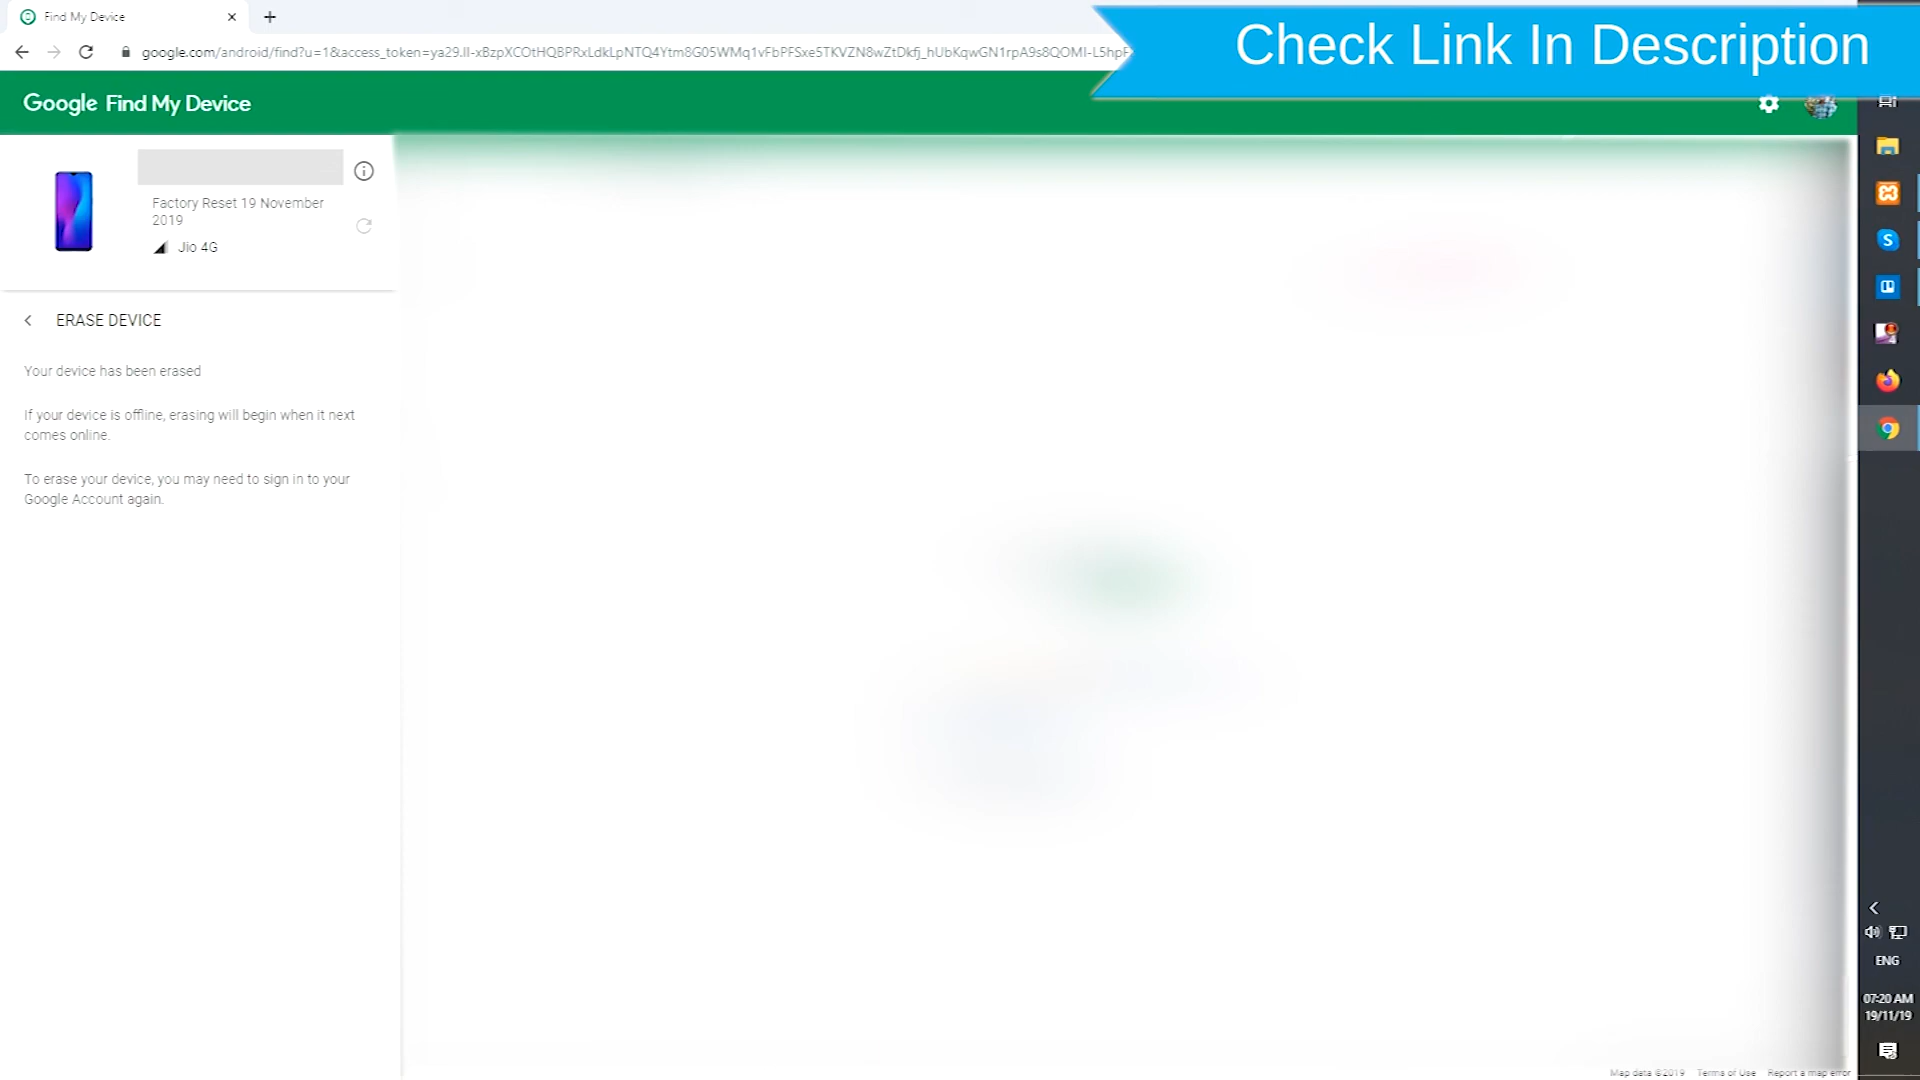 Find My Device
Check Link In Description
google.com/android/find?u=1&access_token=ya29.Il-xBzpXCOtHQBPRxLdkLpNTQ4Ytm8G05WMq1vFbPFSxe5TKVZN8wZtDkfj_hUbKqwGN1rpA9s8QOMI-L5hpF
Google Find My Device
Factory Reset 19 November
2019
Jio 4G
ERASE DEVICE
Your device has been erased
If your device is offline, erasing will begin when it next
comes online.
To erase your device, you may need to sign in to your
Google Account again.
ENG
07:20 AM
19/11/19
Map data ©2019 Terms of Use Report a map error